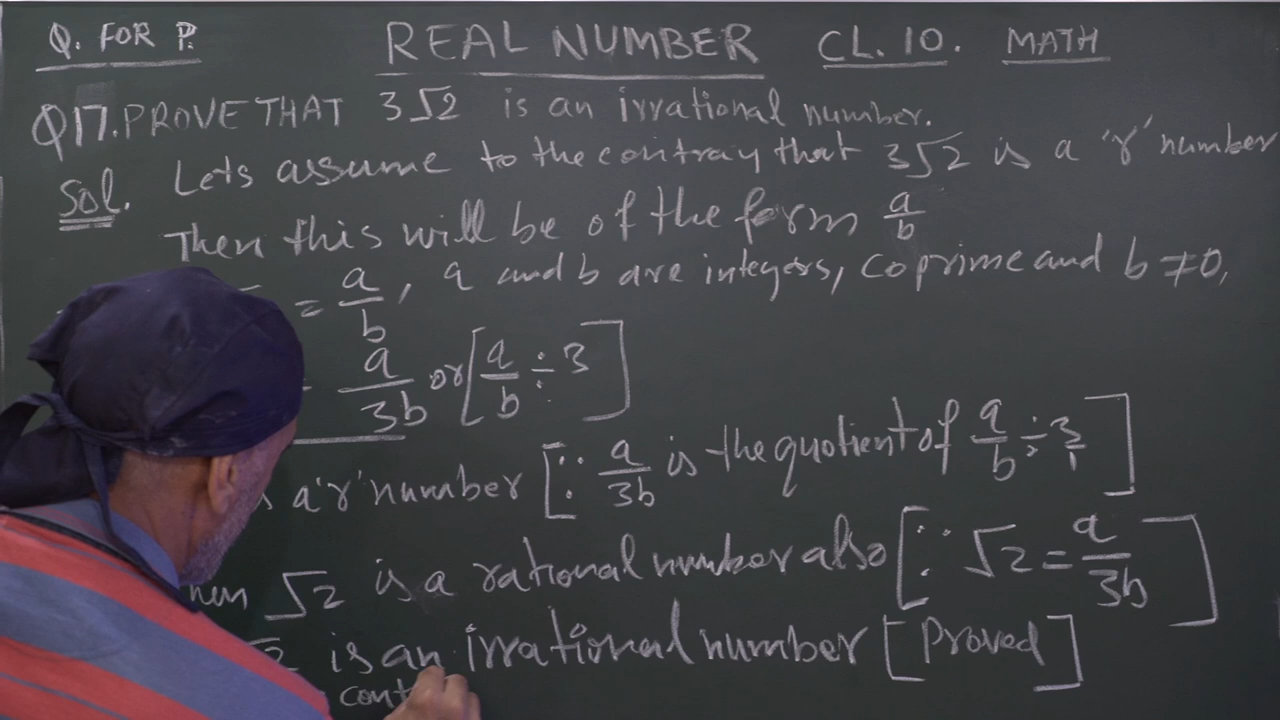 Q. FOR P. REAL NUMBER CL. 10. MATH
Q17. PROVE THAT 3√2 is an irrational number.
Sol. Lets assume to the contray that 3√2 is a 'r' number
Then this will be of the form a/b
= a/b, a and b are integers, coprime and b ≠ 0,
a/3b or [a/b ÷ 3]
a 'r' number [∵ a/3b is the quotient of a/b ÷ 3/1]
√2 is a rational number also [∵ √2 = a/3b]
is an irrational number [Proved]
cont